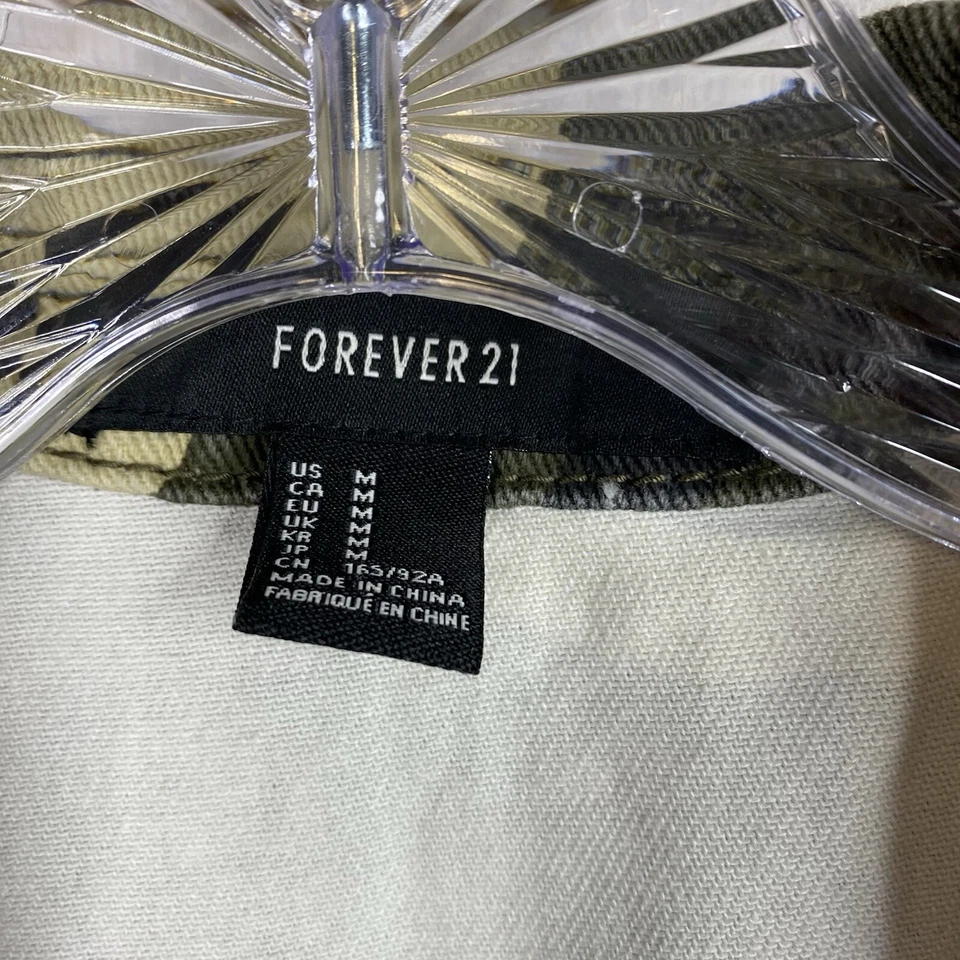 FOREVER 21
US M
CA M
EU M
UK M
KR M
JP M
CN 165/92A
MADE IN CHINA
FABRIQUÉ EN CHINE